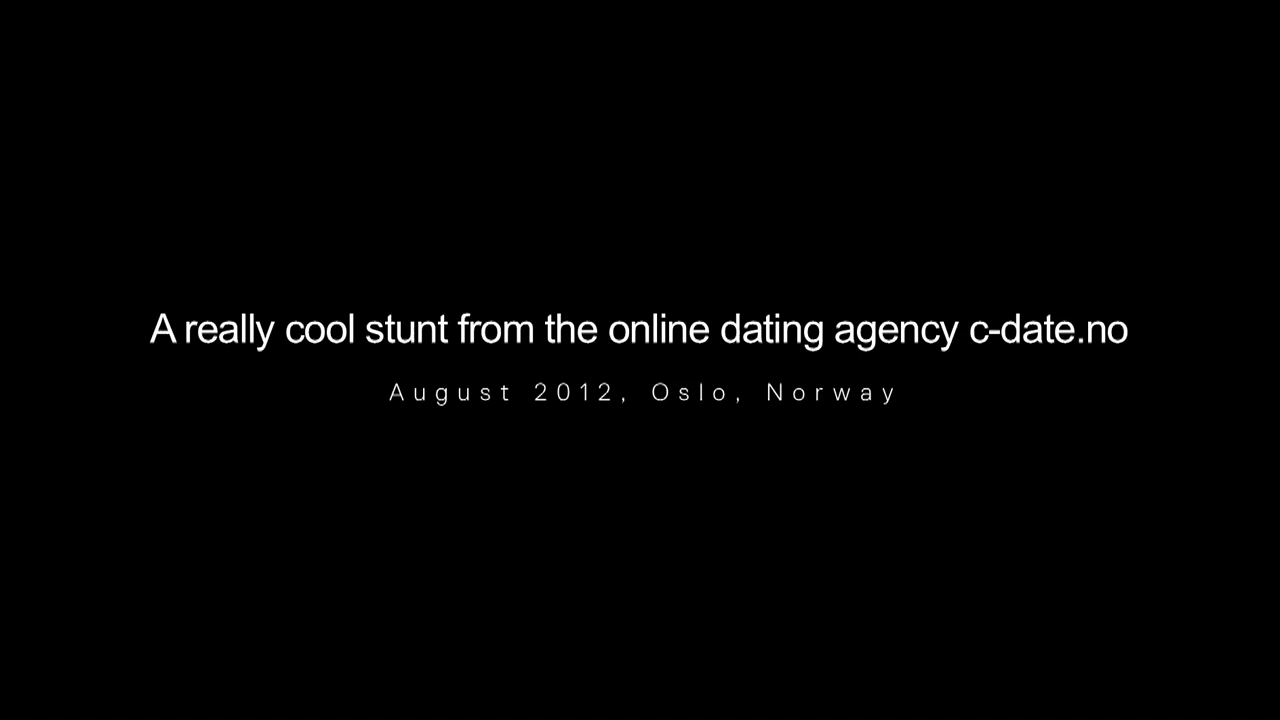 A really cool stunt from the online dating agency c-date.no
August 2012, Oslo, Norway